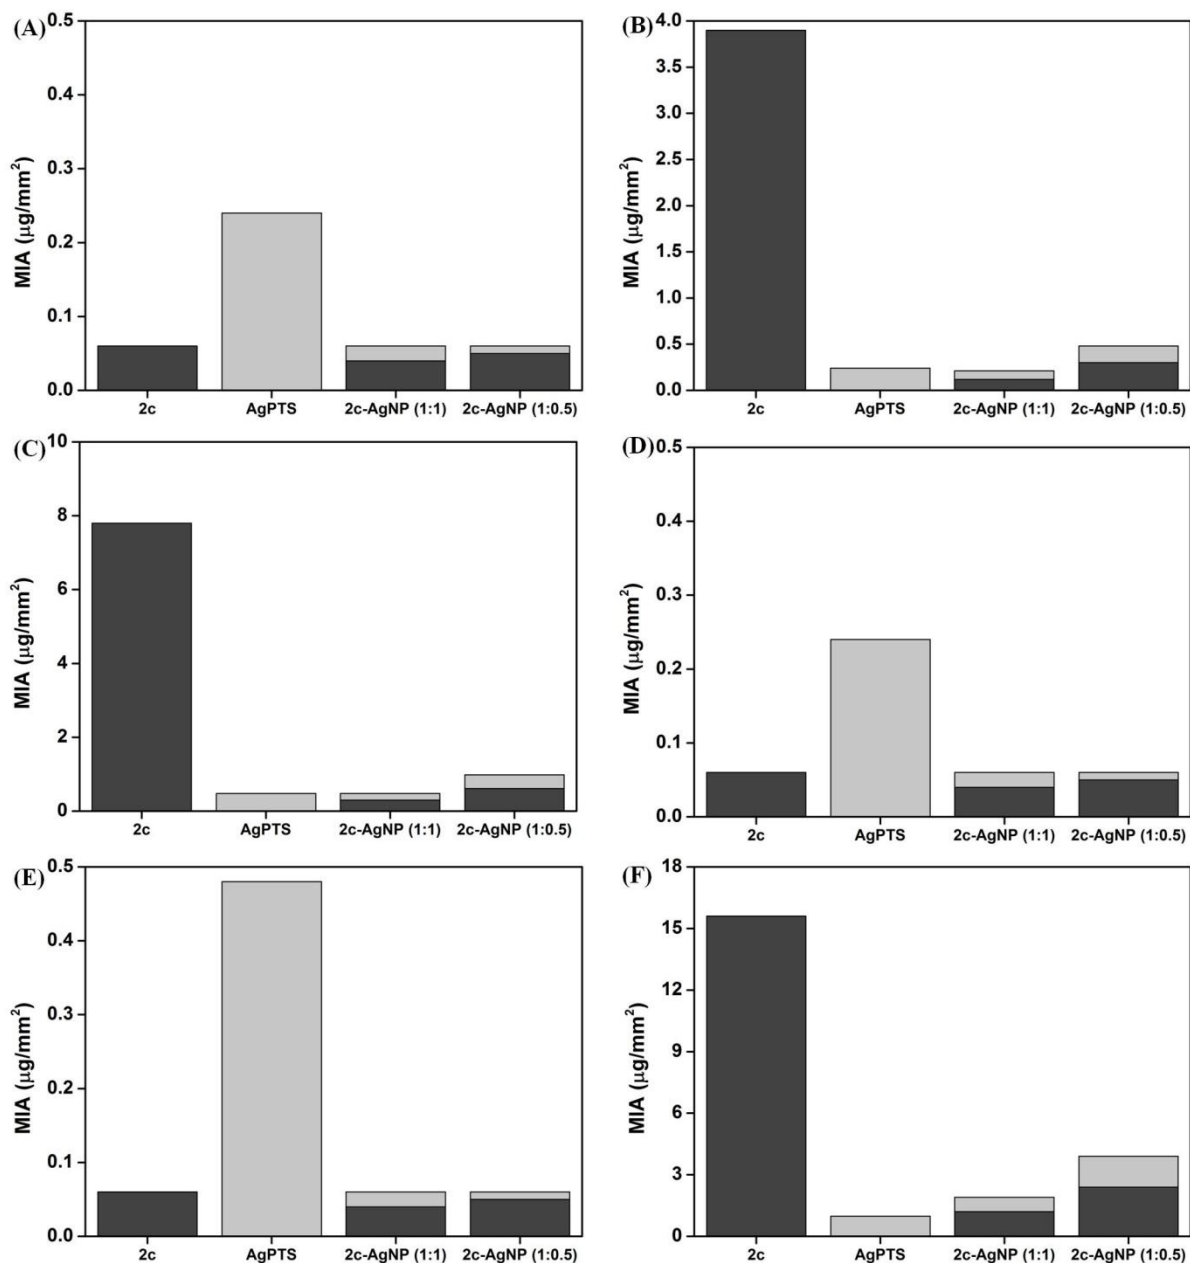 (A)
0.5
0.4
0.3
0.2
0.1
0.0
MIA (μg/mm²)
2c AgPTS 2c-AgNP (1:1) 2c-AgNP (1:0.5)
(B)
4.0
3.5
3.0
2.5
2.0
1.5
1.0
0.5
0.0
MIA (μg/mm²)
2c AgPTS 2c-AgNP (1:1) 2c-AgNP (1:0.5)
(C)
10
8
6
4
2
0
MIA (μg/mm²)
2c AgPTS 2c-AgNP (1:1) 2c-AgNP (1:0.5)
(D)
0.5
0.4
0.3
0.2
0.1
0.0
MIA (μg/mm²)
2c AgPTS 2c-AgNP (1:1) 2c-AgNP (1:0.5)
(E)
0.5
0.4
0.3
0.2
0.1
0.0
MIA (μg/mm²)
2c AgPTS 2c-AgNP (1:1) 2c-AgNP (1:0.5)
(F)
18
15
12
9
6
3
0
MIA (μg/mm²)
2c AgPTS 2c-AgNP (1:1) 2c-AgNP (1:0.5)